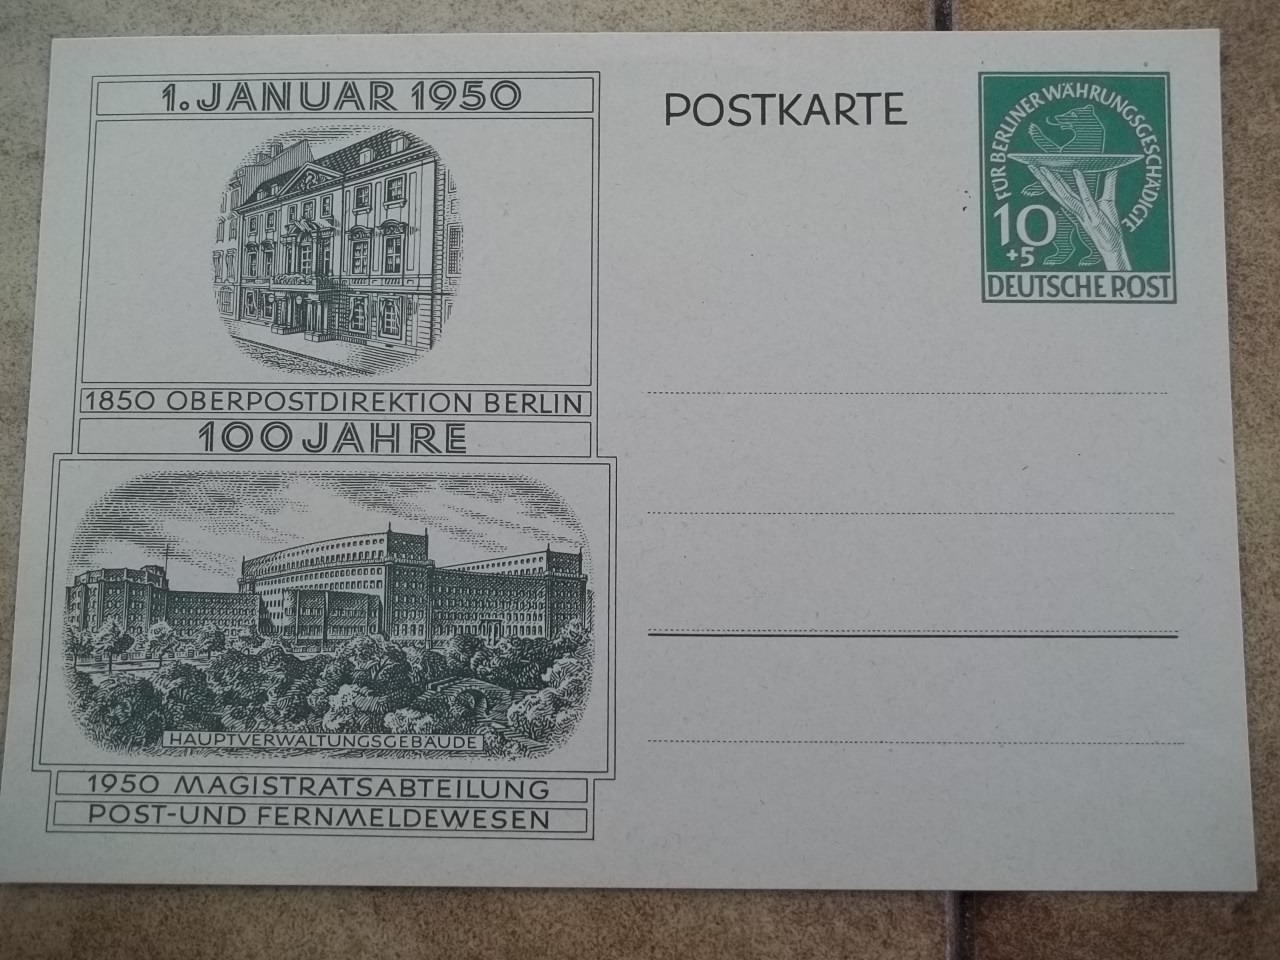 1. JANUAR 1950
1850 OBERPOSTDIREKTION BERLIN
100 JAHRE
HAUPTVERWALTUNGSGEBÄUDE
1950 MAGISTRATSABTEILUNG
POST-UND FERNMELDEWESEN
POSTKARTE
FÜR BERLINER WÄHRUNGSGESCHÄDIGTE
10
+5
DEUTSCHE POST